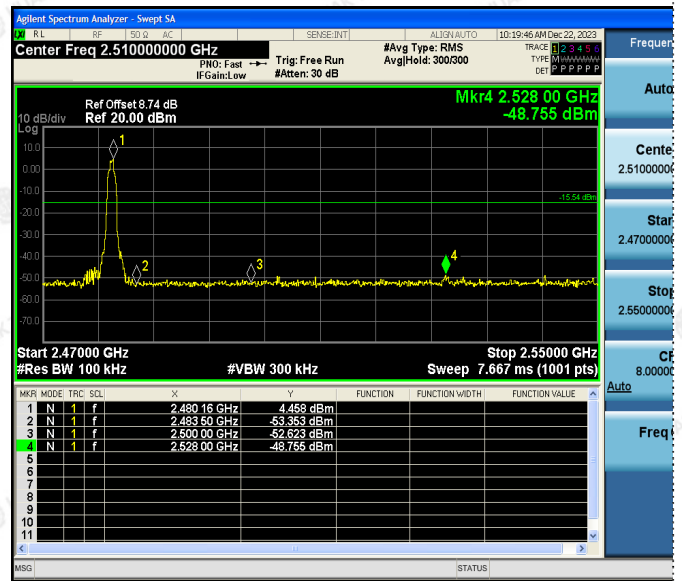 Agilent Spectrum Analyzer - Swept SA
LXI RL RF 50 Ω AC SENSE:INT ALIGN AUTO 10:19:46 AM Dec 22, 2023
Center Freq 2.510000000 GHz
PNO: Fast
IFGain:Low
Trig: Free Run
#Atten: 30 dB
#Avg Type: RMS
Avg|Hold: 300/300
TRACE 1 2 3 4 5 6
TYPE M
DET P P P P P P
Frequen
Mkr4 2.528 00 GHz
-48.755 dBm
Ref Offset 8.74 dB
10 dB/div Ref 20.00 dBm
Log
10.0
0.00
-10.0
-20.0
-30.0
-40.0
-50.0
-60.0
-70.0
1
2
3
4
-15.54 dBm
Start 2.47000 GHz Stop 2.55000 GHz
#Res BW 100 kHz #VBW 300 kHz Sweep 7.667 ms (1001 pts)
MKR MODE TRC SCL X Y FUNCTION FUNCTION WIDTH FUNCTION VALUE
1 N 1 f 2.480 16 GHz 4.458 dBm
2 N 1 f 2.483 50 GHz -53.353 dBm
3 N 1 f 2.500 00 GHz -52.623 dBm
4 N 1 f 2.528 00 GHz -48.755 dBm
5
6
7
8
9
10
11
MSG STATUS
Auto
Cente
2.51000000
Star
2.47000000
Stop
2.55000000
CF
8.00000
Auto
Freq